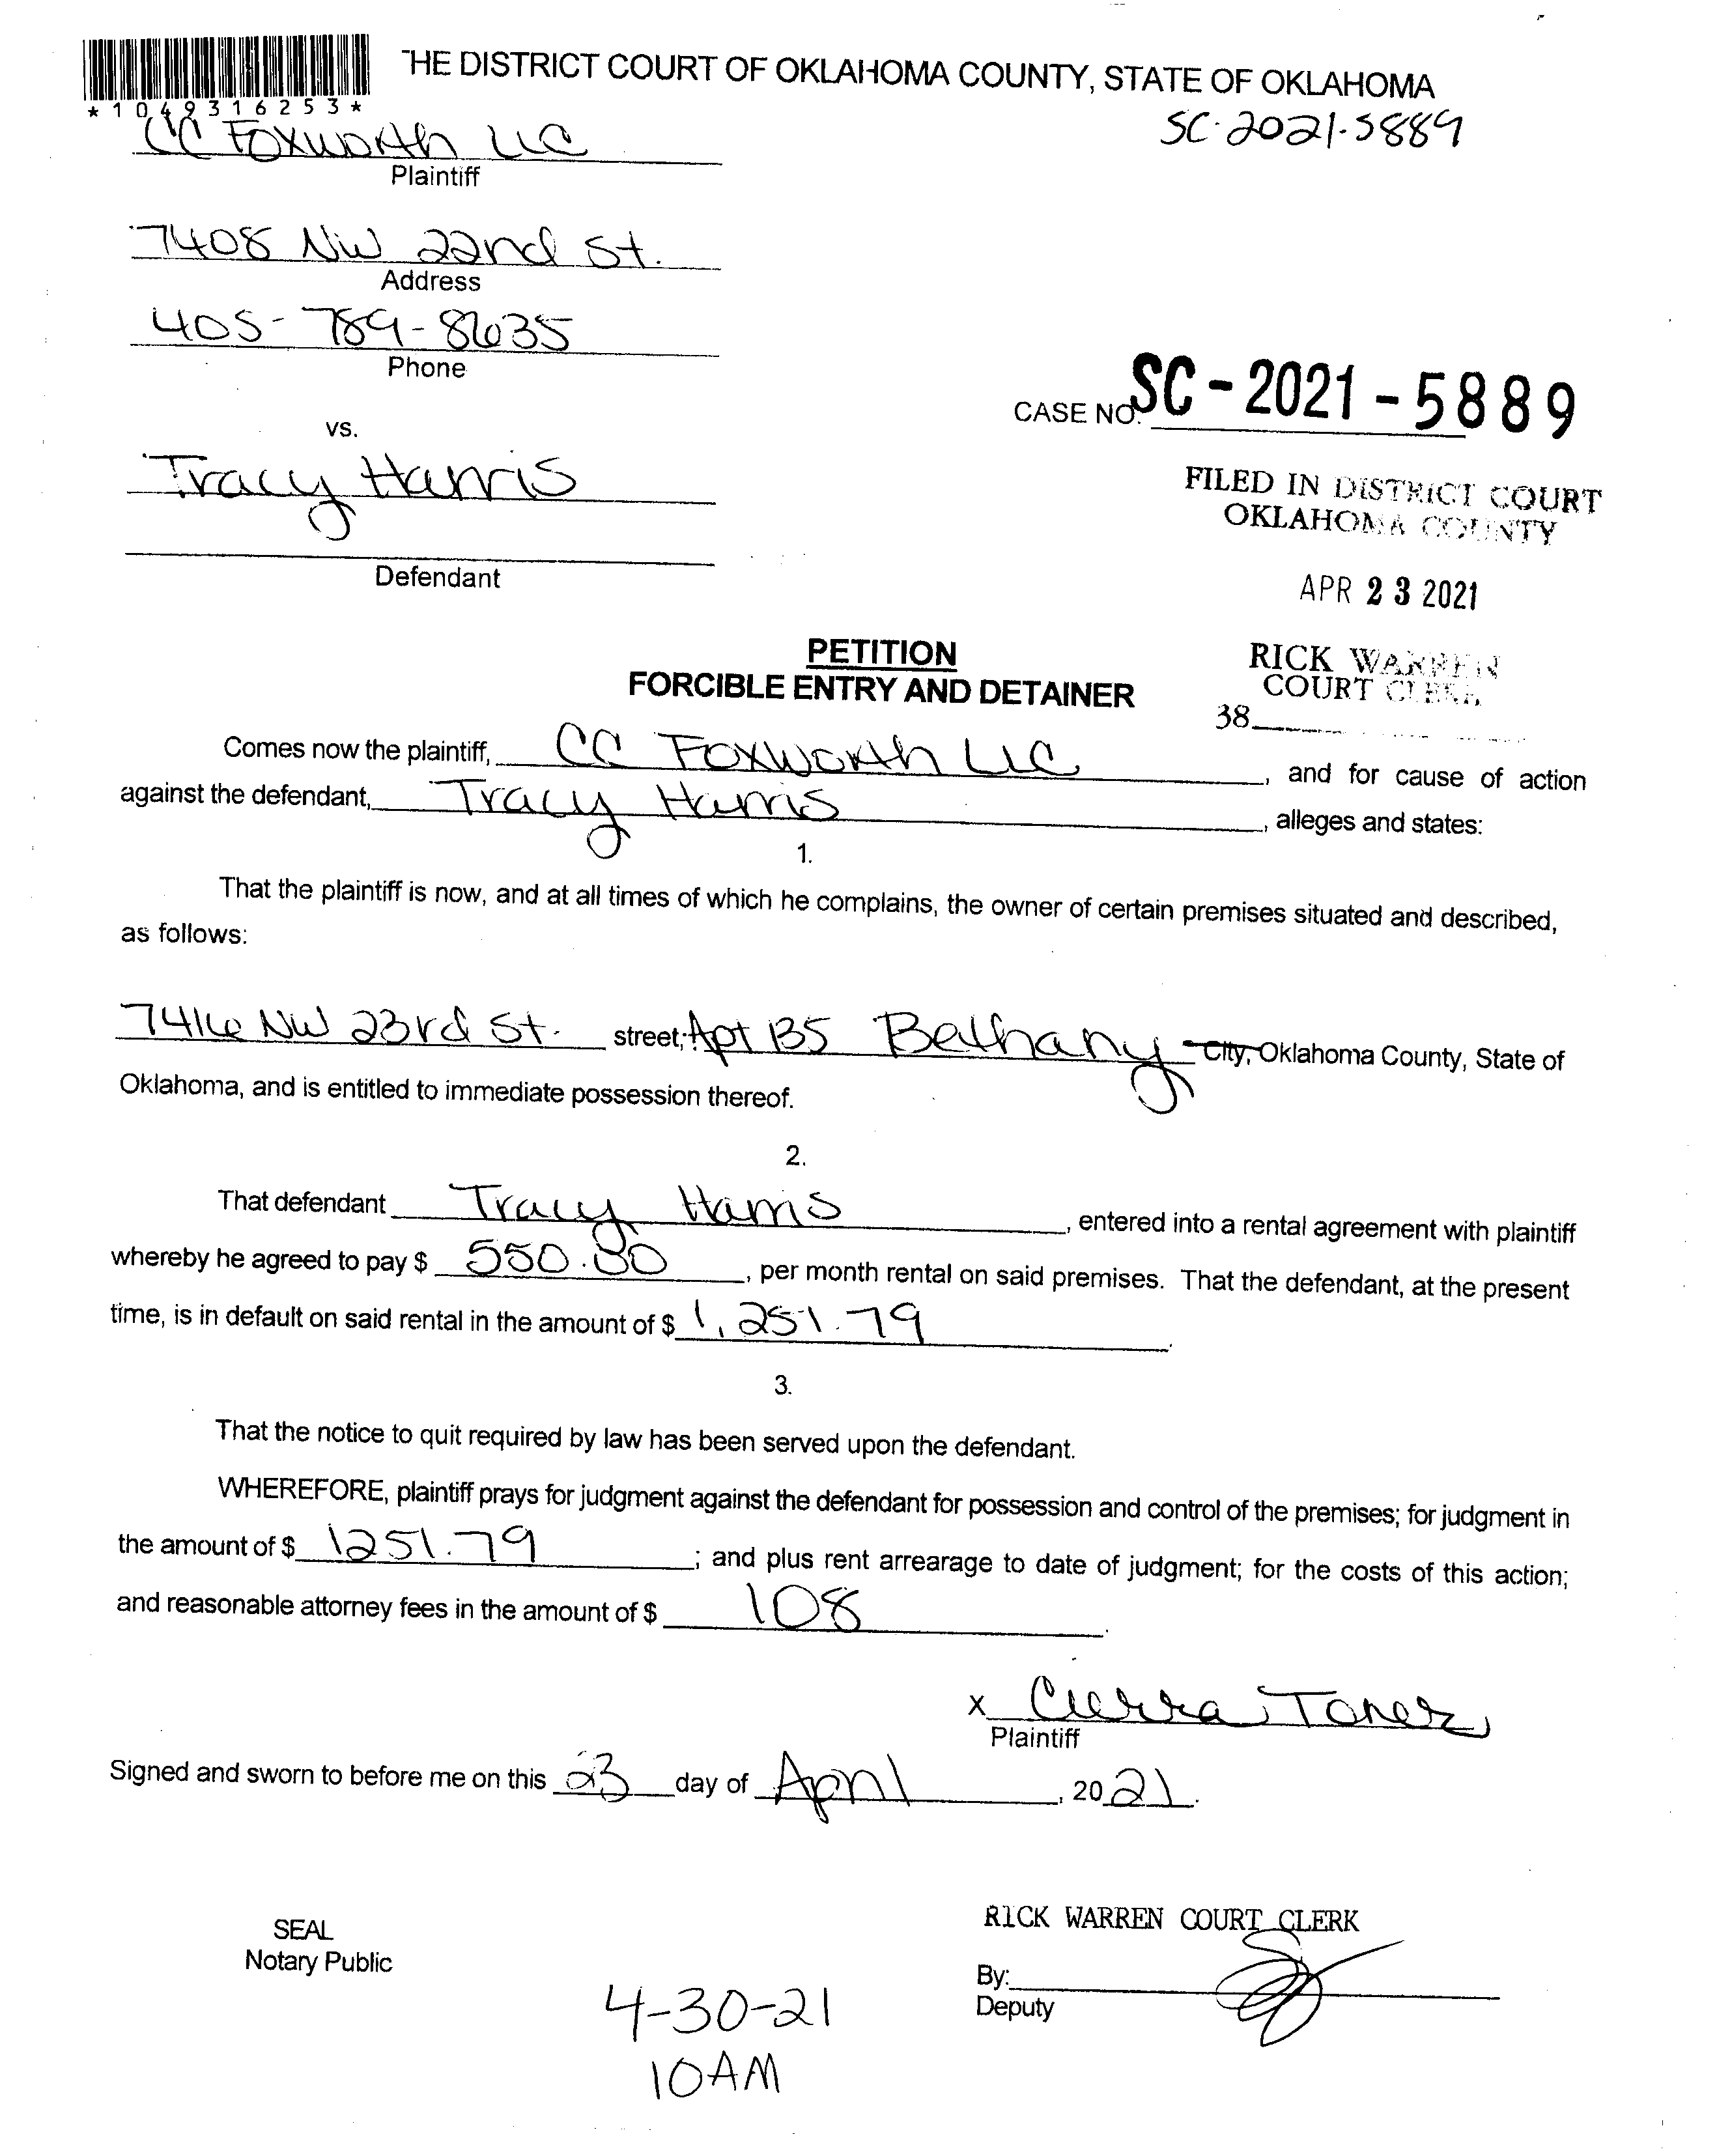 THE DISTRICT COURT OF OKLAHOMA COUNTY, STATE OF OKLAHOMA
*1049316253*
SC-2021-5889
CC Foxworth LLC
Plaintiff
7408 NW 22nd St.
Address
405-789-8635
Phone
CASE NO. SC-2021-5889
vs.
Tracy Harris
FILED IN DISTRICT COURT
OKLAHOMA COUNTY
Defendant
APR 23 2021
PETITION
FORCIBLE ENTRY AND DETAINER
RICK WARREN
COURT CLERK
38
Comes now the plaintiff, CC Foxworth LLC, and for cause of action
against the defendant, Tracy Harris, alleges and states:
1.
That the plaintiff is now, and at all times of which he complains, the owner of certain premises situated and described,
as follows:
7416 NW 23rd St. street; Apt B5 Bethany City, Oklahoma County, State of
Oklahoma, and is entitled to immediate possession thereof.
2.
That defendant Tracy Harris, entered into a rental agreement with plaintiff
whereby he agreed to pay $ 550.00, per month rental on said premises. That the defendant, at the present
time, is in default on said rental in the amount of $ 1,251.79.
3.
That the notice to quit required by law has been served upon the defendant.
WHEREFORE, plaintiff prays for judgment against the defendant for possession and control of the premises; for judgment in
the amount of $ 1251.79; and plus rent arrearage to date of judgment; for the costs of this action;
and reasonable attorney fees in the amount of $ 108.
x Cierra Toner
Plaintiff
Signed and sworn to before me on this 23 day of April, 2021.
RICK WARREN COURT CLERK
SEAL
Notary Public
By:
Deputy
4-30-21
10AM